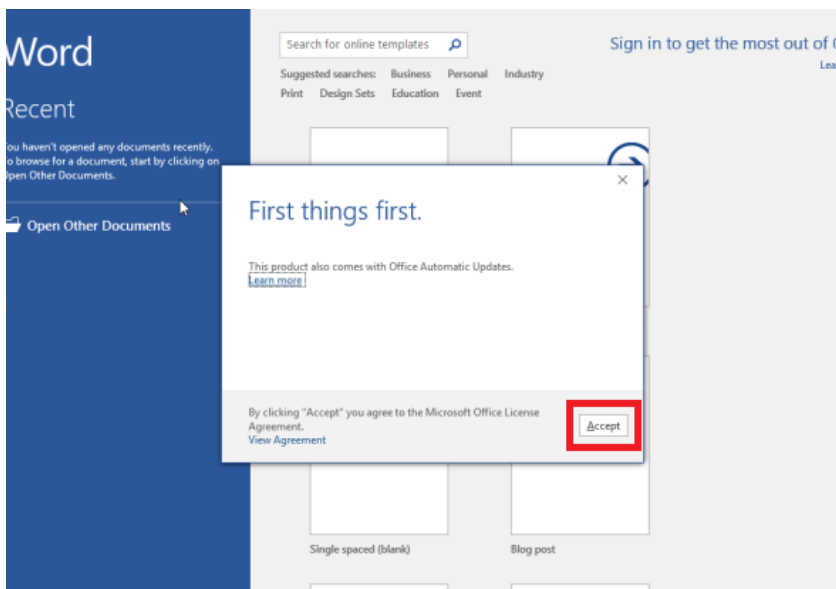 Word
Recent
You haven't opened any documents recently.
To browse for a document, start by clicking on
Open Other Documents.
Open Other Documents
Search for online templates
Suggested searches: Business Personal Industry
Print Design Sets Education Event
Sign in to get the most out of
First things first.
This product also comes with Office Automatic Updates.
Learn more
By clicking "Accept" you agree to the Microsoft Office License
Agreement.
View Agreement
Accept
Single spaced (blank)
Blog post